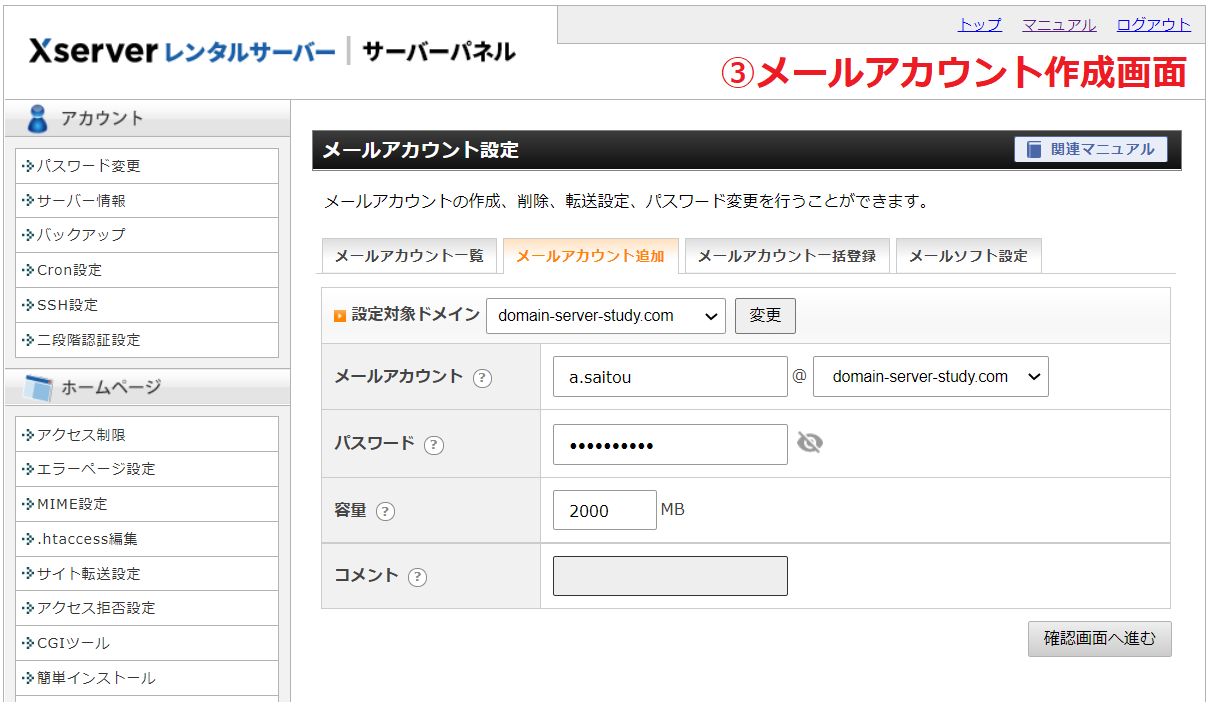 トップ マニュアル ログアウト
Xserver レンタルサーバー | サーバーパネル
③メールアカウント作成画面
アカウント
パスワード変更
サーバー情報
バックアップ
Cron設定
SSH設定
二段階認証設定
ホームページ
アクセス制限
エラーページ設定
MIME設定
.htaccess編集
サイト転送設定
アクセス拒否設定
CGIツール
簡単インストール
メールアカウント設定 関連マニュアル
メールアカウントの作成、削除、転送設定、パスワード変更を行うことができます。
メールアカウント一覧 メールアカウント追加 メールアカウント一括登録 メールソフト設定
設定対象ドメイン domain-server-study.com 変更
メールアカウント ? a.saitou @ domain-server-study.com
パスワード ? ••••••••••
容量 ? 2000 MB
コメント ?
確認画面へ進む